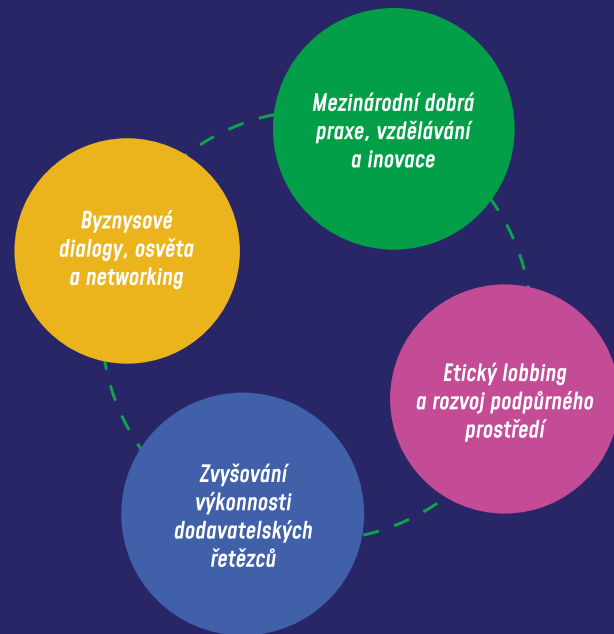 Mezinárodní dobrá
praxe, vzdělávání
a inovace
Byznysové
dialogy, osvěta
a networking
Etický lobbing
a rozvoj podpůrného
prostředí
Zvyšování
výkonnosti
dodavatelských
řetězců